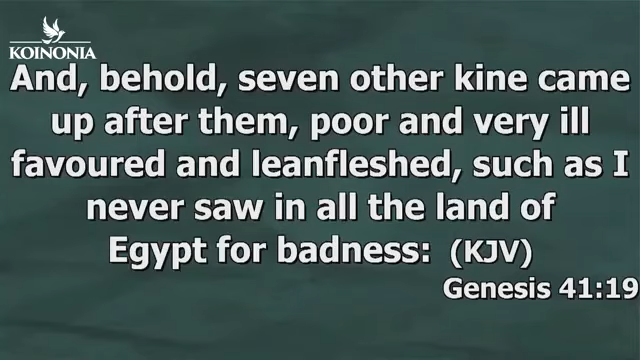 KOINONIA
And, behold, seven other kine came
up after them, poor and very ill
favoured and leanfleshed, such as I
never saw in all the land of
Egypt for badness: (KJV)
Genesis 41:19